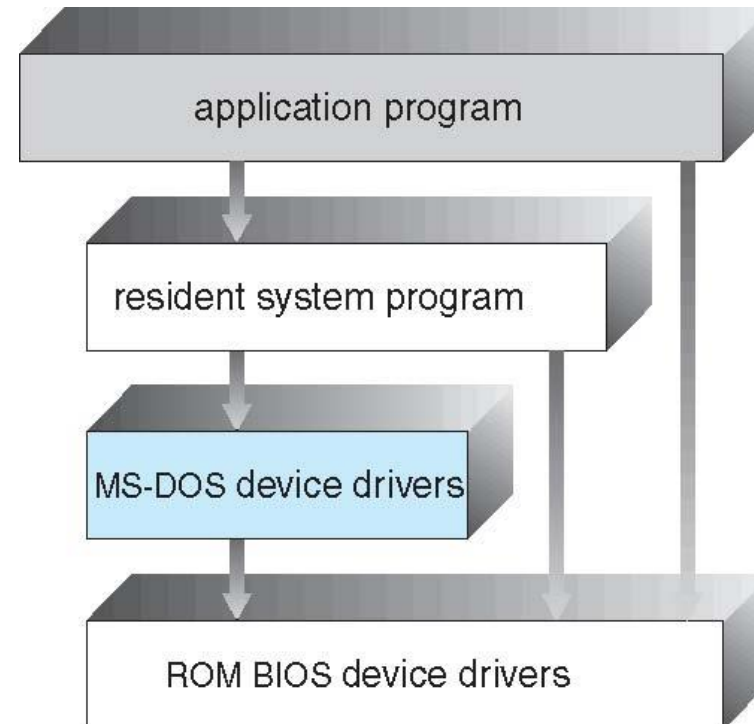 application program
resident system program
MS-DOS device drivers
ROM BIOS device drivers